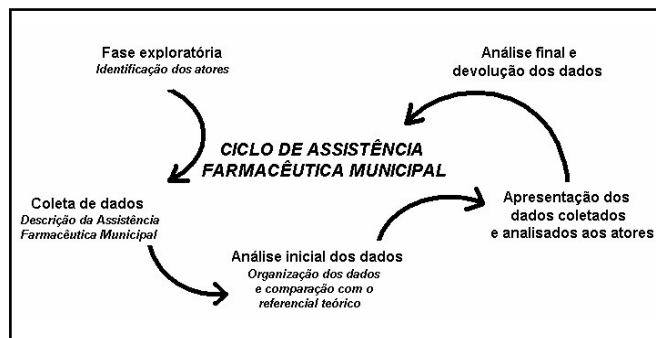 Fase exploratória
Identificação dos atores
Análise final e
devolução dos dados
CICLO DE ASSISTÊNCIA
FARMACÊUTICA MUNICIPAL
Coleta de dados
Descrição da Assistência
Farmacêutica Municipal
Apresentação dos
dados coletados
e analisados aos atores
Análise inicial dos dados
Organização dos dados
e comparação com o
referencial teórico